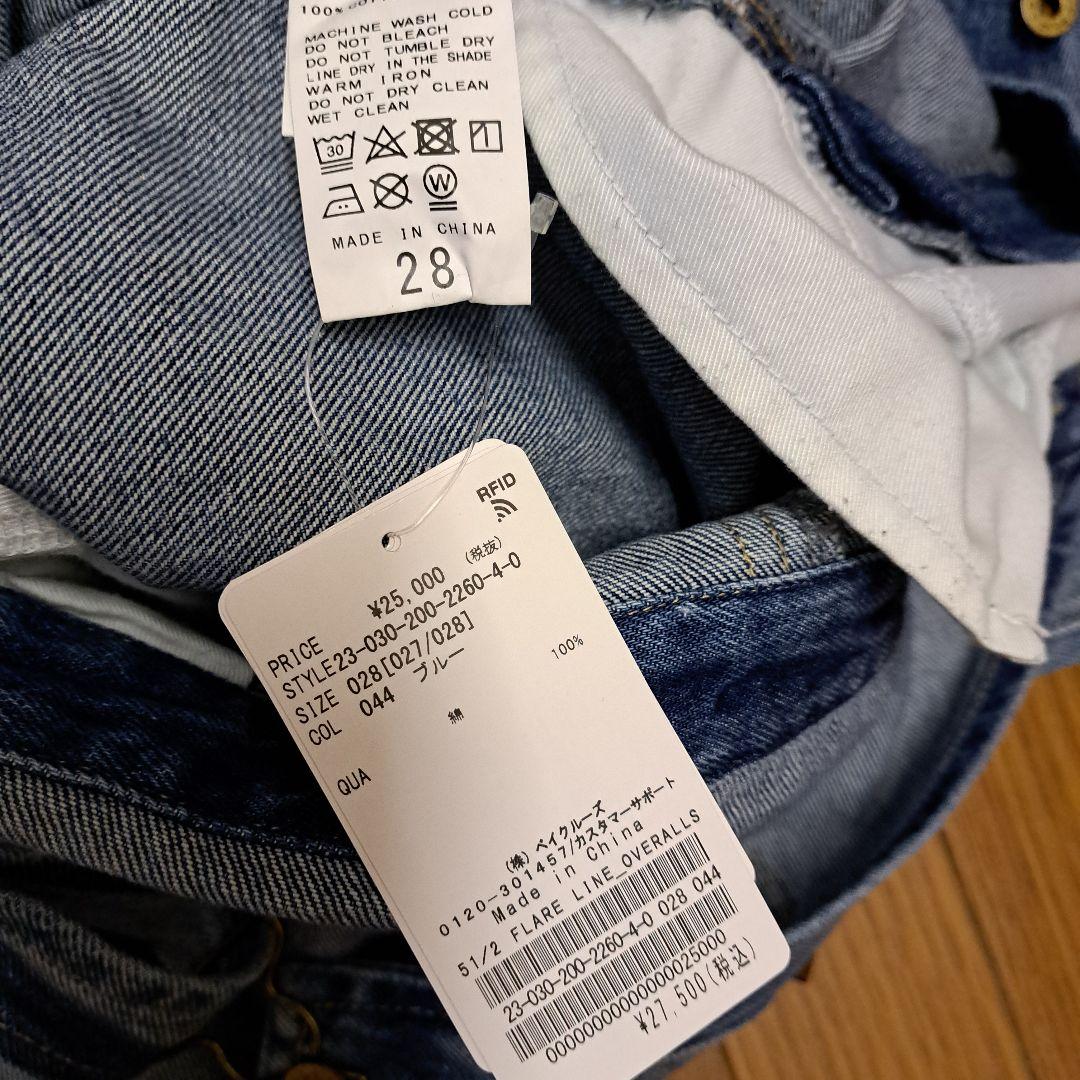 100%
MACHINE WASH COLD
DO NOT BLEACH
DO NOT TUMBLE DRY
LINE DRY IN THE SHADE
WARM IRON
DO NOT DRY CLEAN
WET CLEAN
30
W
MADE IN CHINA
28
RFID
PRICE ¥25,000 (税抜)
STYLE23-030-200-2260-4-0
SIZE 028[027/028]
COL 044 ブルー
QUA 綿 100%
(株) ベイクルーズ
0120-301457/カスタマーサポート
Made in China
51/2 FLARE LINE_OVERALLS
23-030-200-2260-4-0 028 044
0000000000000025000
¥27,500(税込)